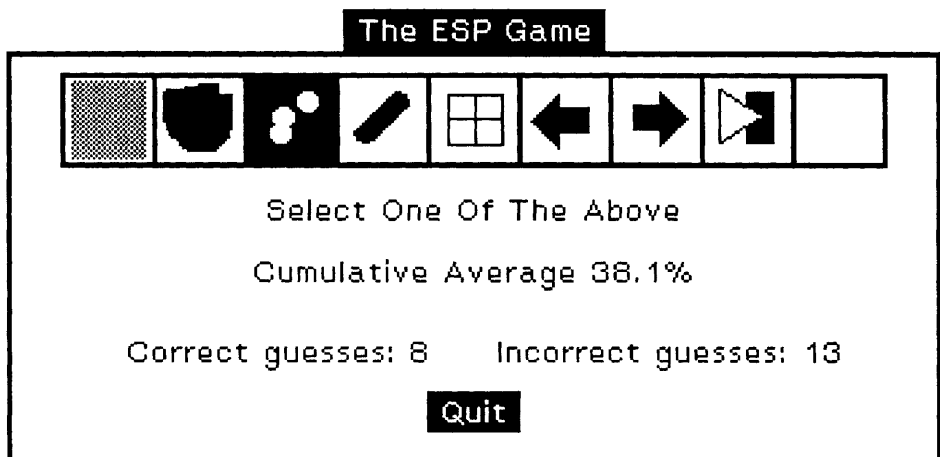 The ESP Game
Select One Of The Above
Cumulative Average 38.1%
Correct guesses: 8 Incorrect guesses: 13
Quit